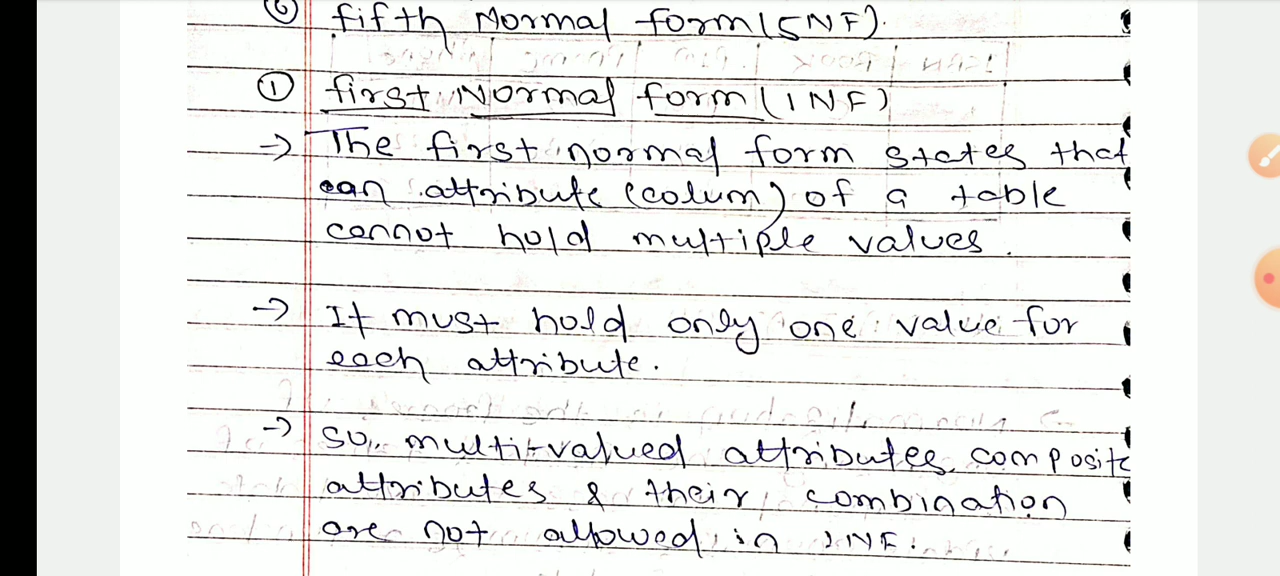 ⑥ fifth Normal form (5NF).
① first Normal form (1NF)
→ The first normal form states that
an attribute (colum) of a table
cannot hold multiple values.
→ It must hold only one value for
each attribute.
→ so, multi-valued attributes, composite
attributes & their combination
are not allowed in 1NF.